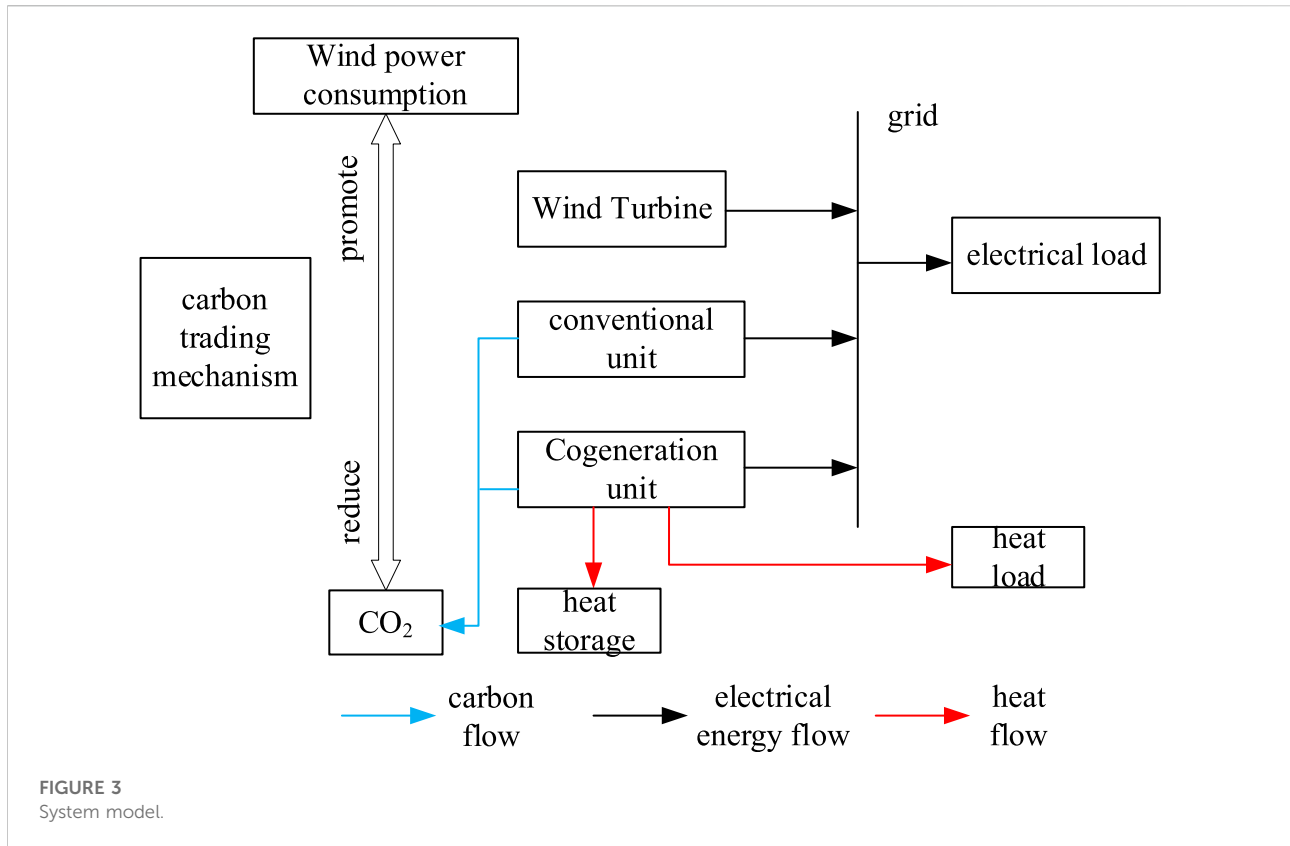 Wind power
consumption
grid
promote
Wind Turbine
electrical load
carbon
trading
mechanism
conventional
unit
reduce
Cogeneration
unit
heat
load
CO₂
heat
storage
carbon
flow
electrical
energy flow
heat
flow
FIGURE 3
System model.